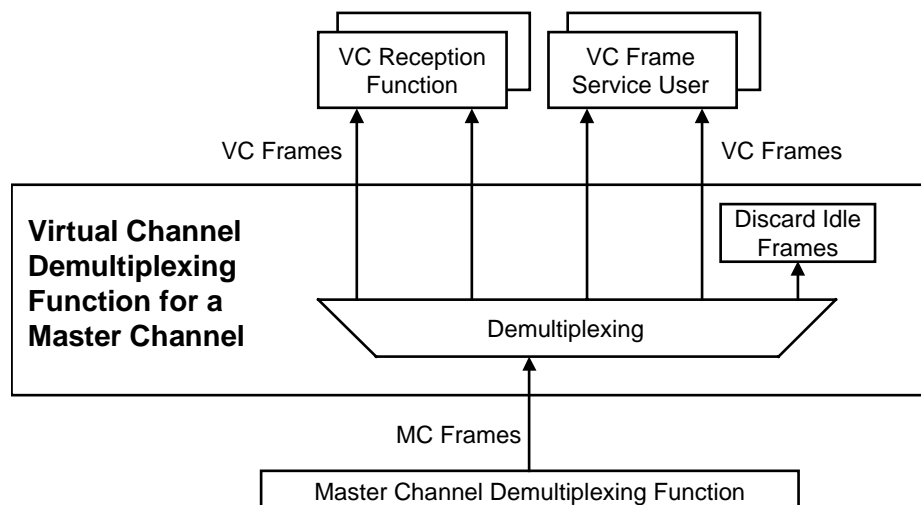 VC Reception
Function
VC Frame
Service User
VC Frames
VC Frames
Virtual Channel
Demultiplexing
Function for a
Master Channel
Discard Idle
Frames
Demultiplexing
MC Frames
Master Channel Demultiplexing Function